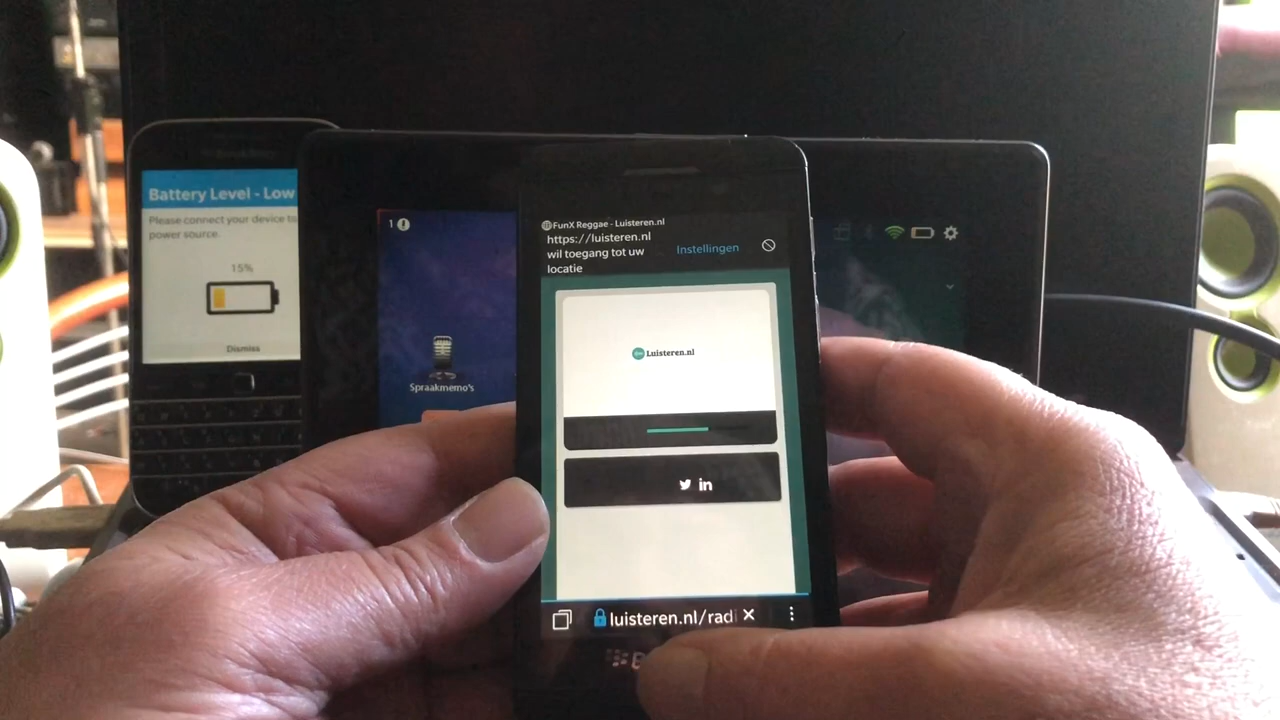 Battery Level - Low
Please connect your device to
power source.
15%
Dismiss
1
Spraakmemo's
FunX Reggae - Luisteren.nl
https://luisteren.nl
wil toegang tot uw
locatie
Instellingen
Luisteren.nl
in
luisteren.nl/radi